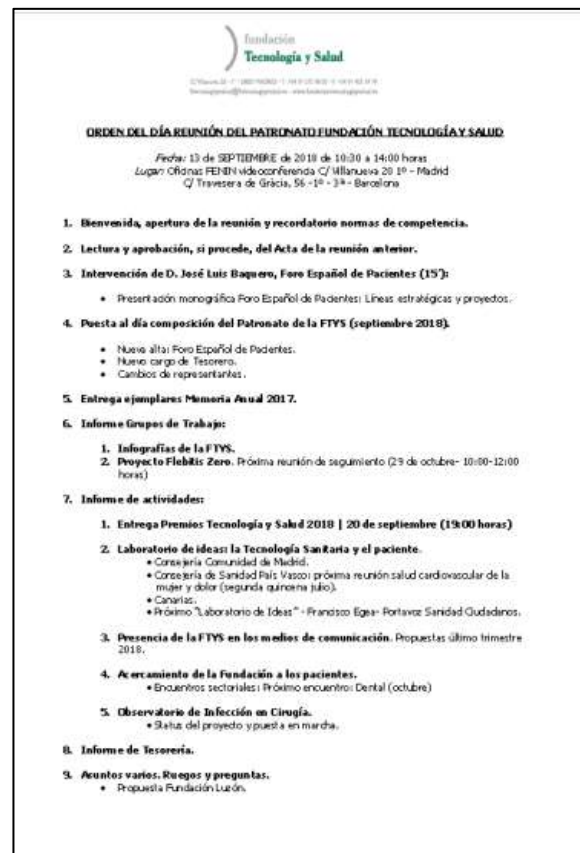 fundación
Tecnología y Salud
ORDEN DEL DÍA REUNIÓN DEL PATRONATO FUNDACIÓN TECNOLOGÍA Y SALUD
Fecha: 13 de SEPTIEMBRE de 2018 de 10:30 a 14:00 horas
Lugar: Oficinas FENIN videoconferencia C/ Villanueva 20 1º - Madrid
C/ Travesera de Gràcia, 56 -1º - 3ª - Barcelona
1. Bienvenida, apertura de la reunión y recordatorio normas de competencia.
2. Lectura y aprobación, si procede, del Acta de la reunión anterior.
3. Intervención de D. José Luis Baquero, Foro Español de Pacientes (15'):
• Presentación monográfica Foro Español de Pacientes: Líneas estratégicas y proyectos.
4. Puesta al día composición del Patronato de la FTYS (septiembre 2018).
• Nueva alta: Foro Español de Pacientes.
• Nuevo cargo de Tesorero.
• Cambios de representantes.
5. Entrega ejemplares Memoria Anual 2017.
6. Informe Grupos de Trabajo:
1. Infografías de la FTYS.
2. Proyecto Flebitis Zero. Próxima reunión de seguimiento (29 de octubre- 10:00-12:00
horas)
7. Informe de actividades:
1. Entrega Premios Tecnología y Salud 2018 | 20 de septiembre (19:00 horas)
2. Laboratorio de ideas: la Tecnología Sanitaria y el paciente.
• Consejería Comunidad de Madrid.
• Consejería de Sanidad País Vasco: próxima reunión salud cardiovascular de la
mujer y dolor (segunda quincena julio).
• Canarias.
• Próximo "Laboratorio de Ideas" - Francisco Egea- Portavoz Sanidad Ciudadanos.
3. Presencia de la FTYS en los medios de comunicación. Propuestas último trimestre
2018.
4. Acercamiento de la Fundación a los pacientes.
• Encuentros sectoriales: Próximo encuentro: Dental (octubre)
5. Observatorio de Infección en Cirugía.
• Status del proyecto y puesta en marcha.
8. Informe de Tesorería.
9. Asuntos varios. Ruegos y preguntas.
• Propuesta Fundación Luzón.